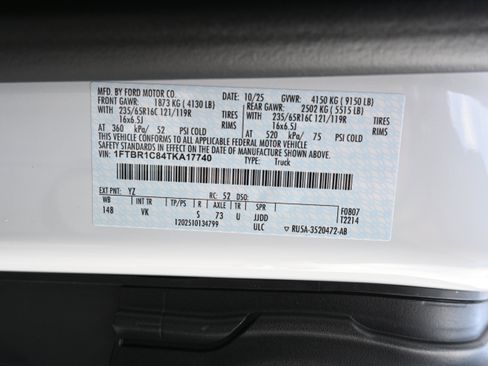 MFD. BY FORD MOTOR CO. 10/25 GVWR: 4150 KG ( 9150 LB)
FRONT GAWR: 1873 KG ( 4130 LB) REAR GAWR: 2502 KG ( 5515 LB)
235/65R16C 121/119R 235/65R16C 121/119R
16x6.5J 16x6.5J
AT 360 kPa/ 52 PSI COLD AT 520 kPa/ 75 PSI COLD
THIS VEHICLE CONFORMS TO ALL APPLICABLE FEDERAL MOTOR VEHICLE
SAFETY STANDARDS IN EFFECT ON THE DATE OF MANUFACTURE SHOWN ABOVE.
VIN: 1FTBR1C84TKA17740 TYPE: Truck
EXT PNT: YZ RC: 52 DSO:
WB INT TR TP/PS R AXLE TR SPR F0807
148 VK S 73 U JJDD T2214
1202510134799 ULC RU5A-3520472-AB